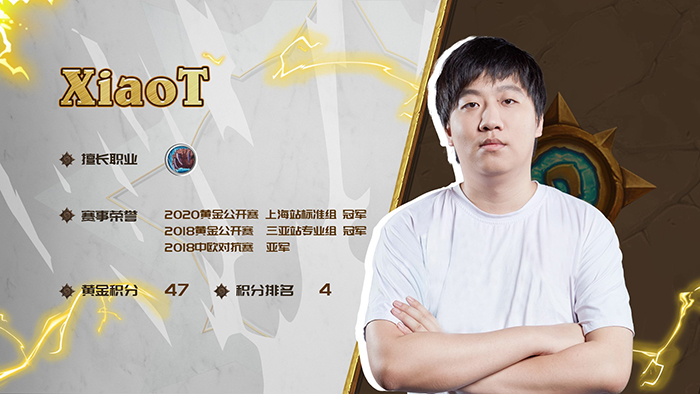 XiaoT
擅长职业
赛事荣誉 2020黄金公开赛 上海站标准组 冠军
2018黄金公开赛 三亚站专业组 冠军
2018中欧对抗赛 亚军
黄金积分 47 积分排名 4